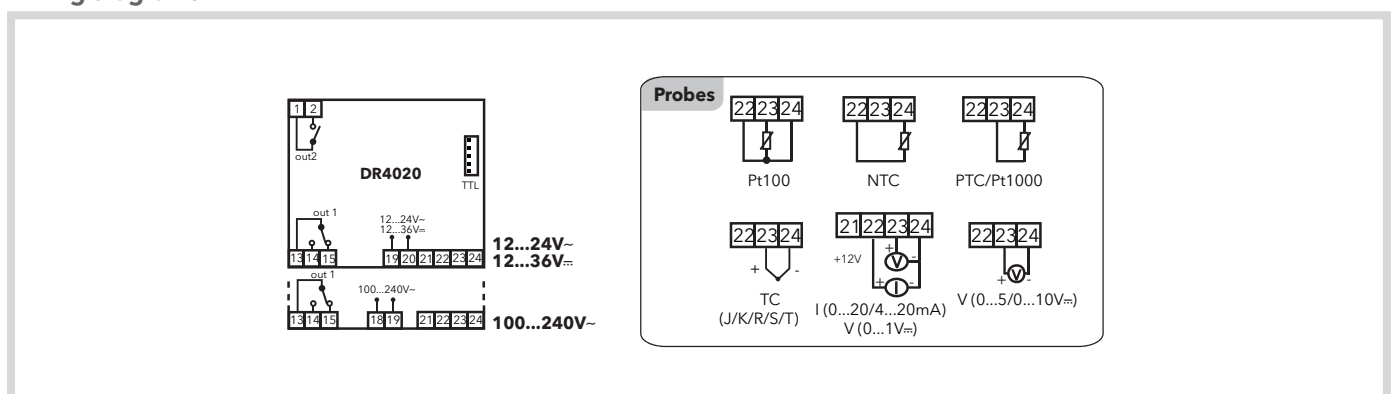 1 2
out2
DR4020
TTL
out 1
12...24V~
12...36V⎓
13 14 15 19 20 21 22 23 24
12...24V~
12...36V⎓
out 1
100...240V~
13 14 15 18 19 21 22 23 24
100...240V~
Probes
22 23 24
Pt100
22 23 24
NTC
22 23 24
PTC/Pt1000
22 23 24
+ -
TC
(J/K/R/S/T)
21 22 23 24
+12V
+ V -
+ I -
I (0...20/4...20mA)
V (0...1V⎓)
22 23 24
+ V -
V (0...5/0...10V⎓)